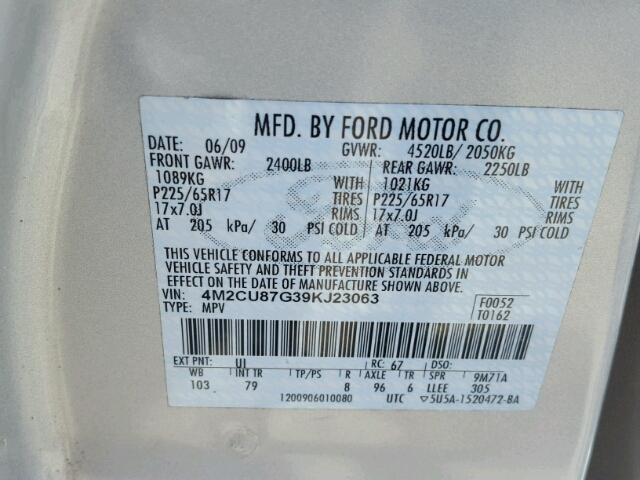 MFD. BY FORD MOTOR CO.
DATE: 06/09 GVWR: 4520LB/ 2050KG
FRONT GAWR: 2400LB REAR GAWR: 2250LB
1089KG WITH 1021KG WITH
P225/65R17 TIRES P225/65R17 TIRES
17x7.0J RIMS 17x7.0J RIMS
AT 205 kPa/ 30 PSI COLD AT 205 kPa/ 30 PSI COLD
THIS VEHICLE CONFORMS TO ALL APPLICABLE FEDERAL MOTOR
VEHICLE SAFETY AND THEFT PREVENTION STANDARDS IN
EFFECT ON THE DATE OF MANUFACTURE SHOWN ABOVE.
VIN: 4M2CU87G39KJ23063 F0052
TYPE: MPV T0162
EXT PNT: UI RC: 67 DSO:
WB INT TR TP/PS R AXLE TR SPR 9M71A
103 79 8 96 6 LLEE 305
1200906010080 UTC ▽5U5A-1520472-BA